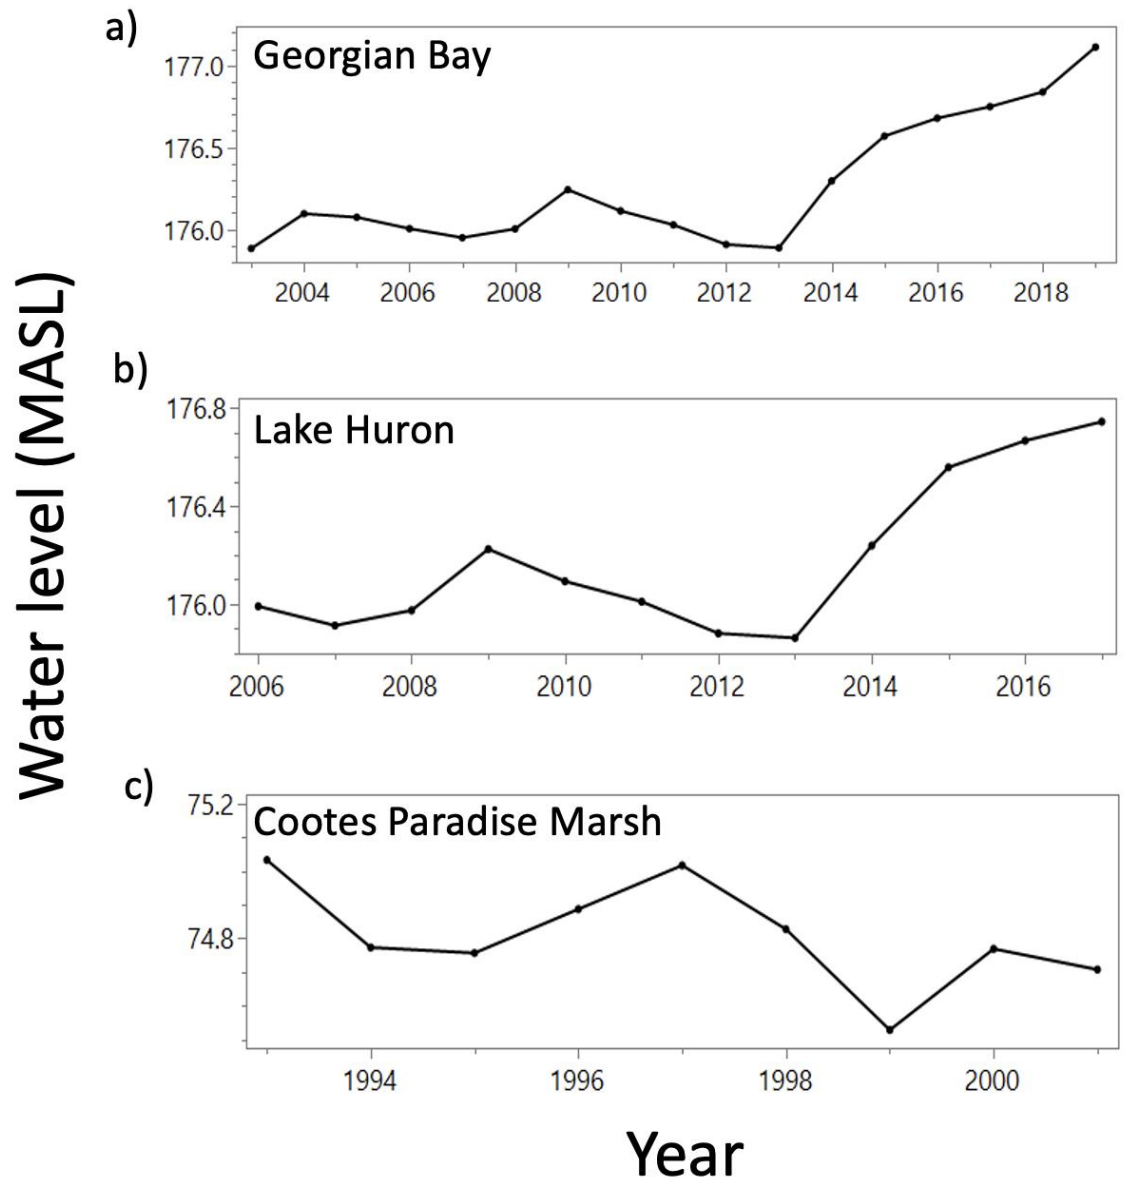 a)
Georgian Bay
177.0
176.5
176.0
2004 2006 2008 2010 2012 2014 2016 2018
Water level (MASL)
b)
Lake Huron
176.8
176.4
176.0
2006 2008 2010 2012 2014 2016
c)
Cootes Paradise Marsh
75.2
74.8
1994 1996 1998 2000
Year